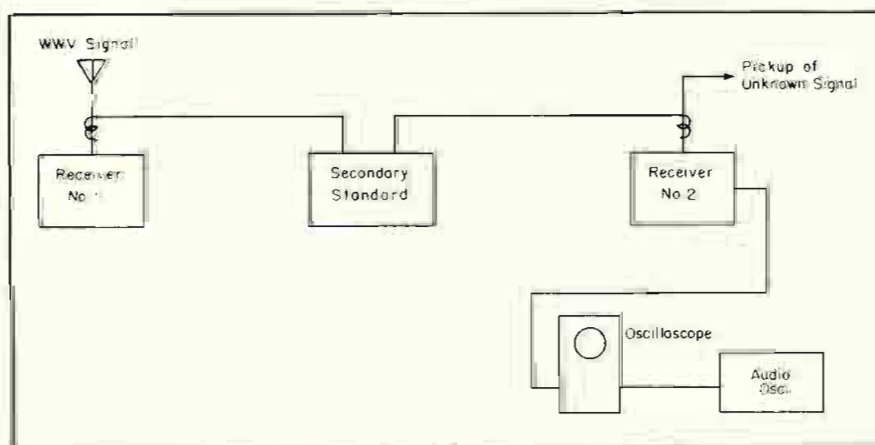 WWV Signal
Pickup of
Unknown Signal
Receiver
No 1
Secondary
Standard
Receiver
No 2
Oscilloscope
Audio
Osc.